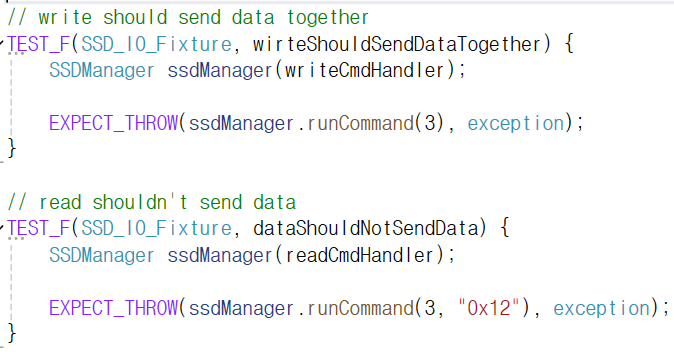 // write should send data together
TEST_F(SSD_IO_Fixture, wirteShouldSendDataTogether) {
SSDManager ssdManager(writeCmdHandler);
EXPECT_THROW(ssdManager.runCommand(3), exception);
}
// read shouldn't send data
TEST_F(SSD_IO_Fixture, dataShouldNotSendData) {
SSDManager ssdManager(readCmdHandler);
EXPECT_THROW(ssdManager.runCommand(3, "0x12"), exception);
}